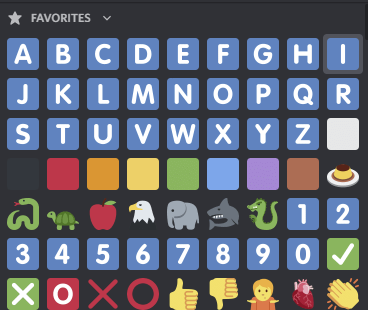 FAVORITES
A B C D E F G H I
J K L M N O P Q R
S T U V W X Y Z
1 2
3 4 5 6 7 8 9 0